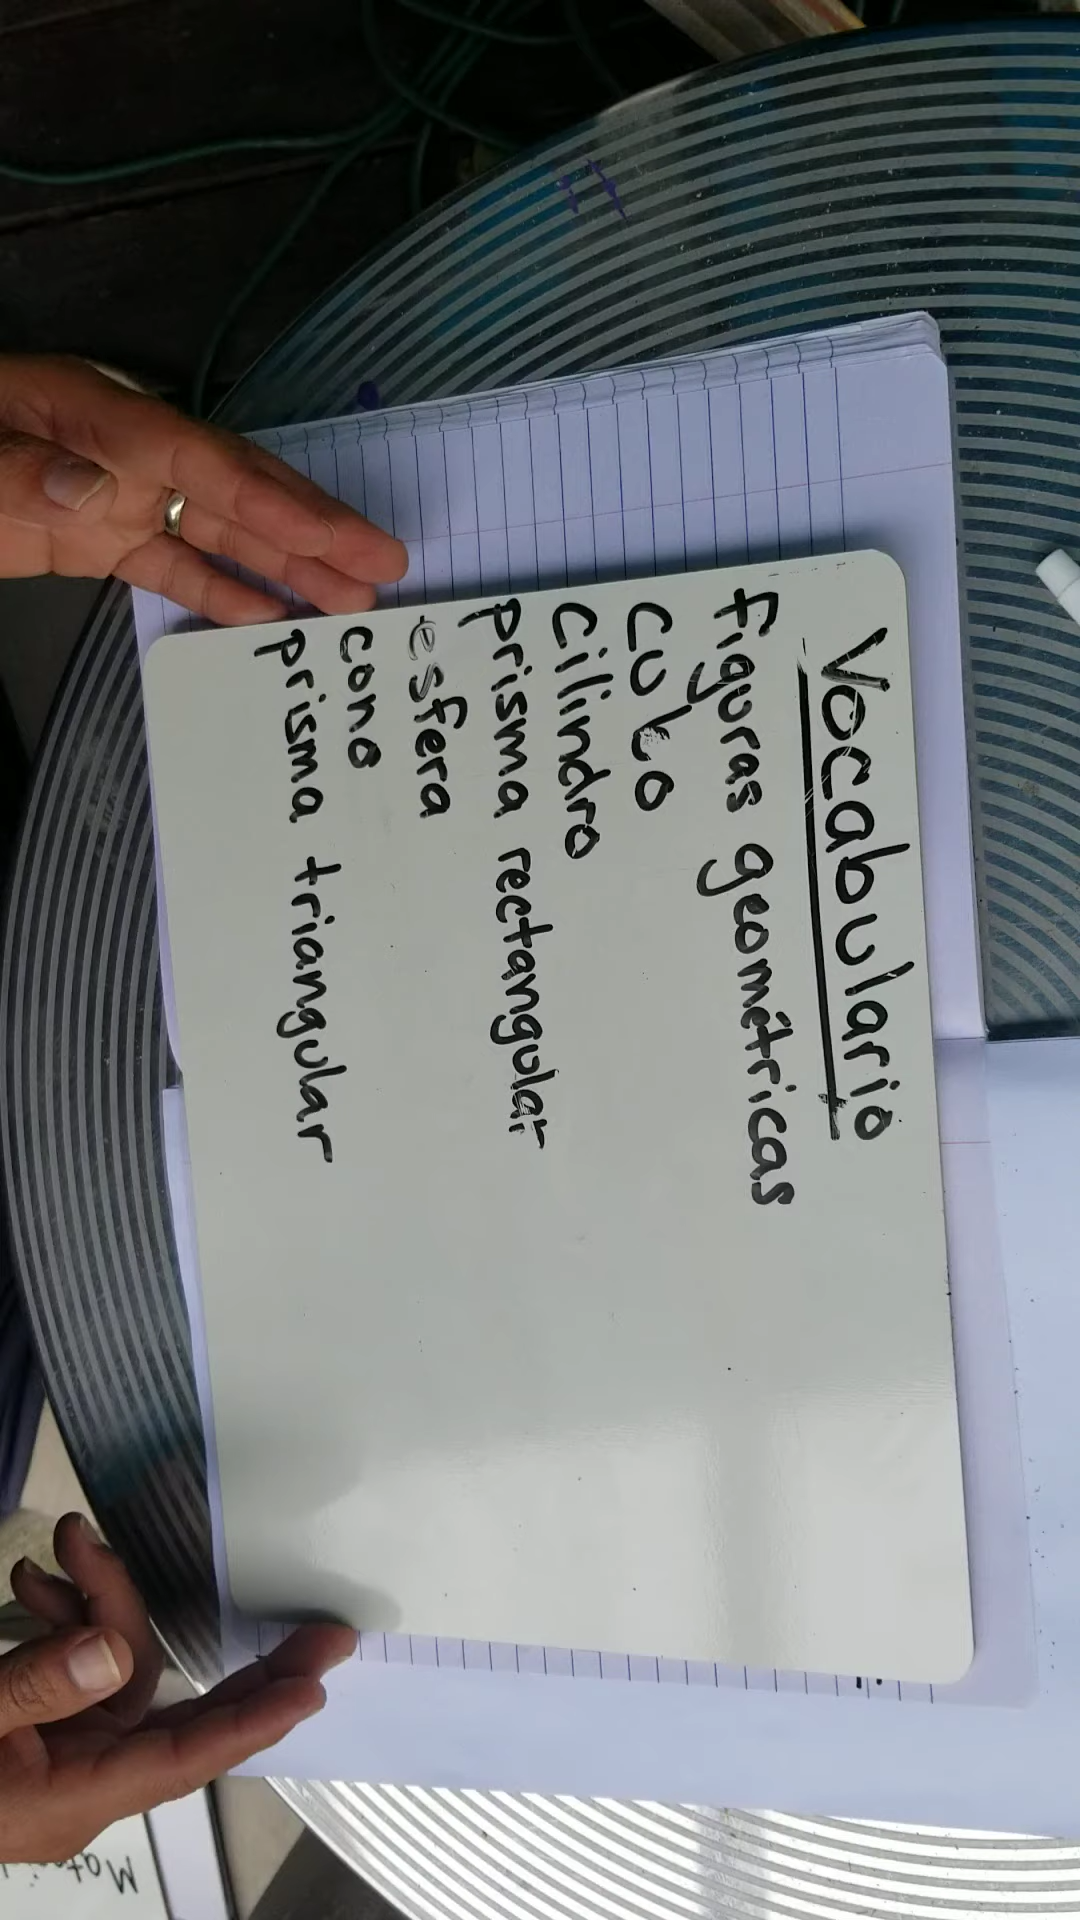 Vocabulario
figuras geométricas
cubo
cilindro
prisma rectangular
esfera
cono
prisma triangular